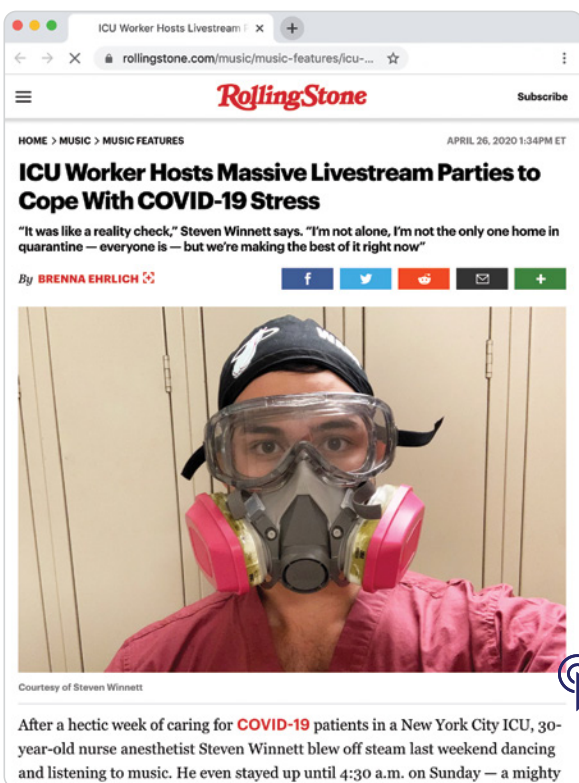 ICU Worker Hosts Livestream
rollingstone.com/music/music-features/icu-...
RollingStone
Subscribe
HOME > MUSIC > MUSIC FEATURES
APRIL 26, 2020 1:34PM ET
ICU Worker Hosts Massive Livestream Parties to
Cope With COVID-19 Stress
“It was like a reality check,” Steven Winnett says. “I’m not alone, I’m not the only one home in
quarantine — everyone is — but we’re making the best of it right now”
By BRENNA EHRLICH
Courtesy of Steven Winnett
After a hectic week of caring for COVID-19 patients in a New York City ICU, 30-
year-old nurse anesthetist Steven Winnett blew off steam last weekend dancing
and listening to music. He even stayed up until 4:30 a.m. on Sunday — a mighty